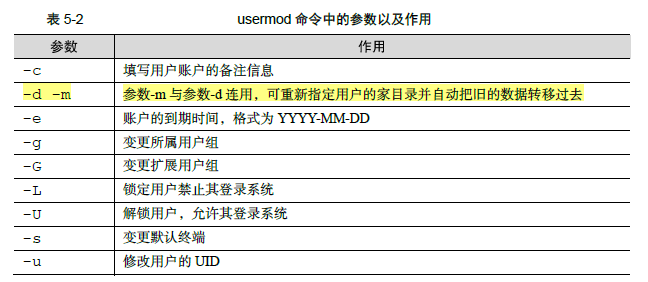 表 5-2 usermod 命令中的参数以及作用
参数 作用
-c 填写用户账户的备注信息
-d -m 参数-m 与参数-d 连用，可重新指定用户的家目录并自动把旧的数据转移过去
-e 账户的到期时间，格式为 YYYY-MM-DD
-g 变更所属用户组
-G 变更扩展用户组
-L 锁定用户禁止其登录系统
-U 解锁用户，允许其登录系统
-s 变更默认终端
-u 修改用户的 UID